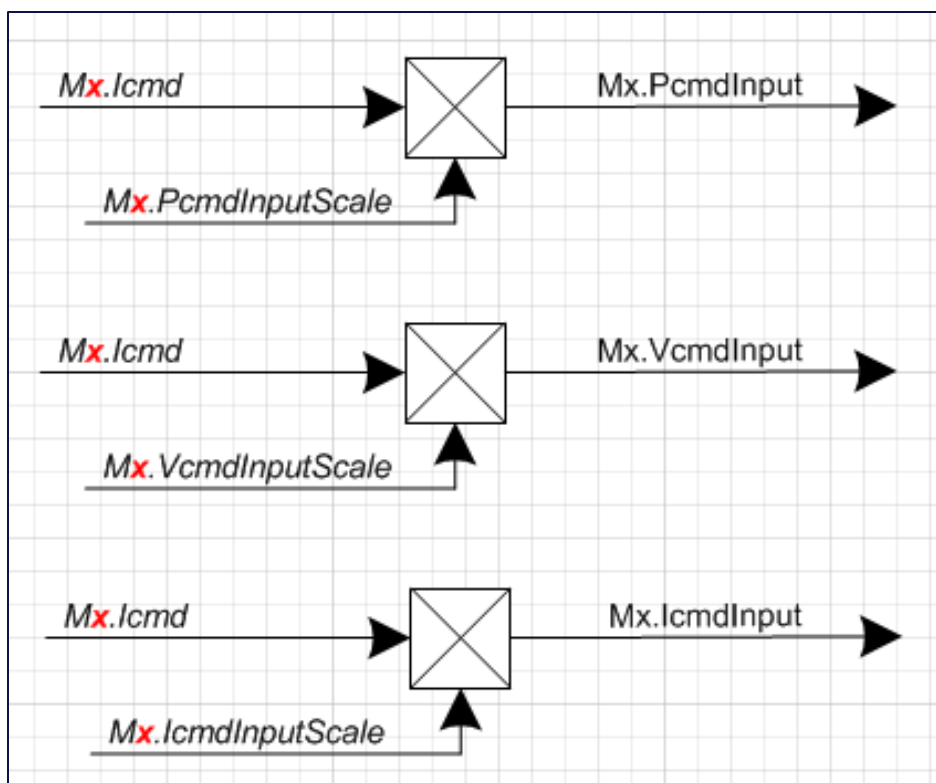 Mx.Icmd
Mx.PcmdInput
Mx.PcmdInputScale
Mx.Icmd
Mx.VcmdInput
Mx.VcmdInputScale
Mx.Icmd
Mx.IcmdInput
Mx.IcmdInputScale